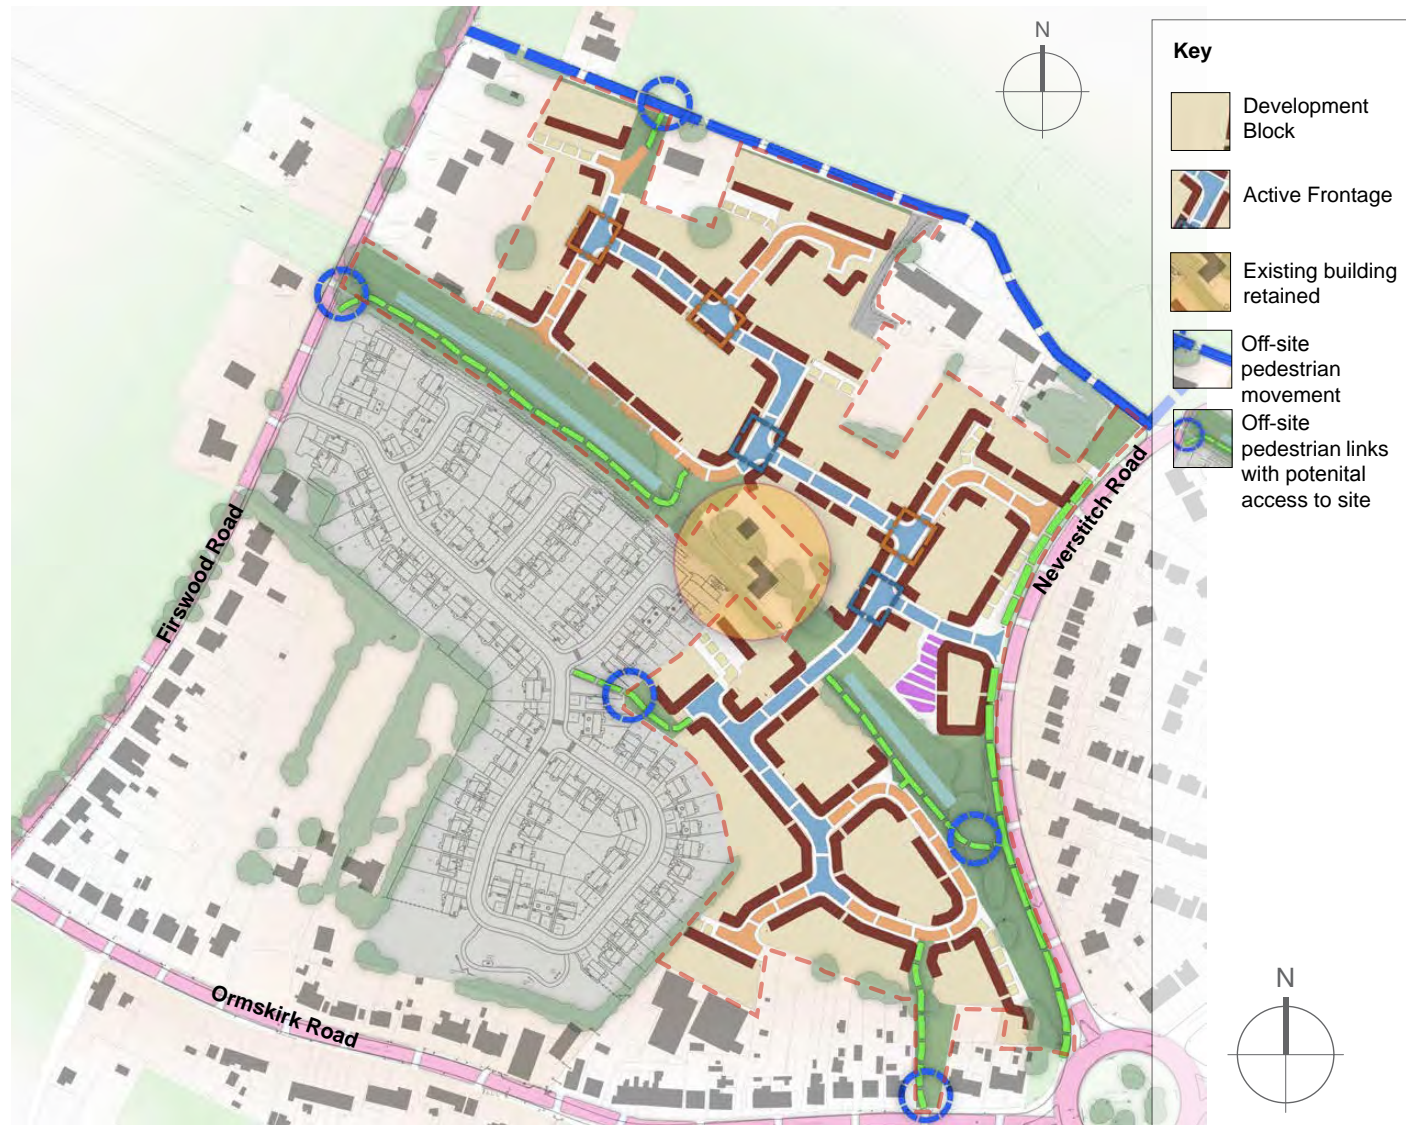 N
Key
Development
Block
Active Frontage
Existing building
retained
Off-site
pedestrian
movement
Off-site
pedestrian links
with potenital
access to site
Neverstitch Road
Firswood Road
Ormskirk Road
N